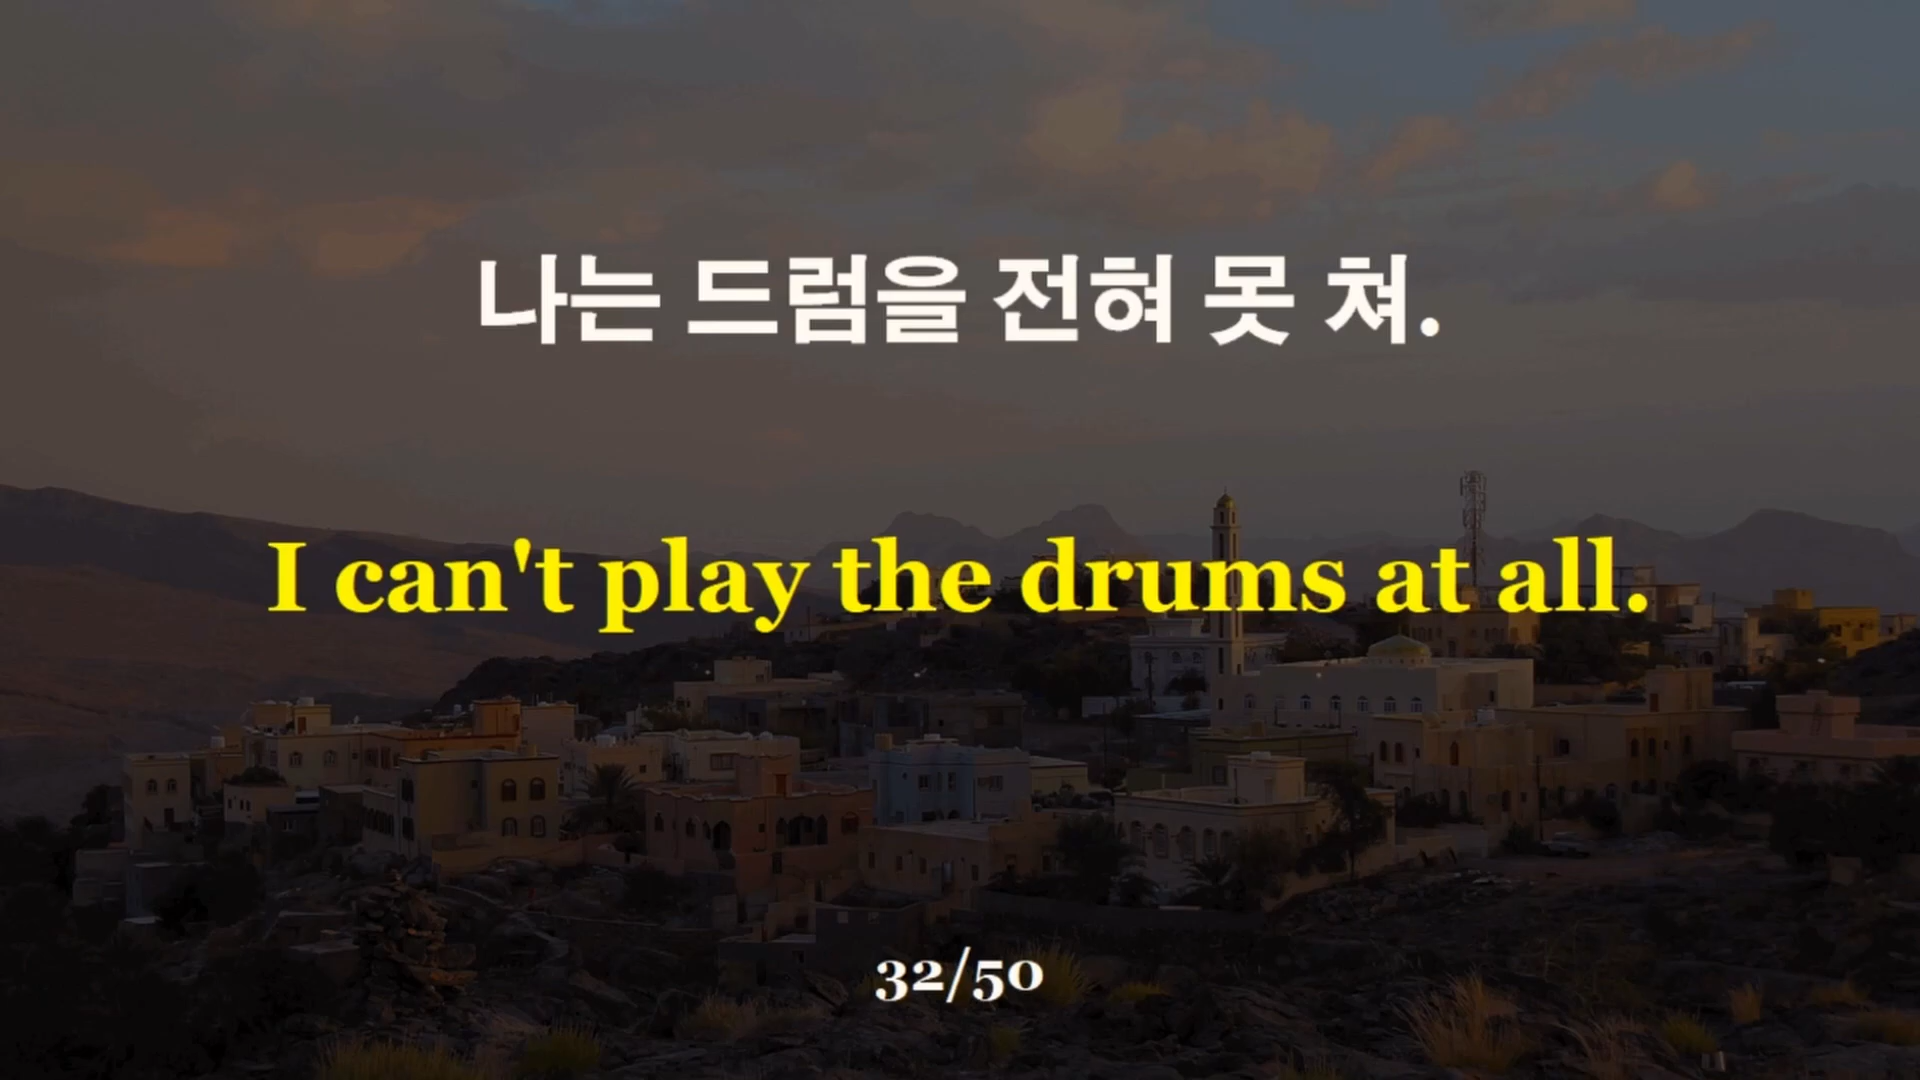 나는 드럼을 전혀 못 쳐.
I can't play the drums at all.
32/50